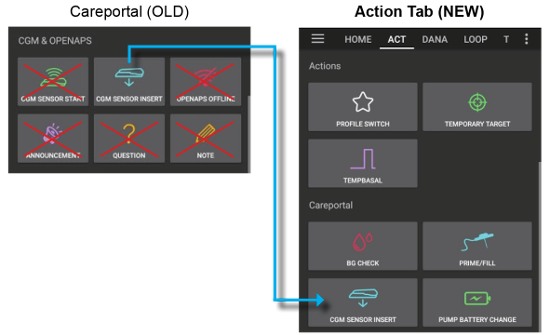 Careportal (OLD)
CGM & OPENAPS
CGM SENSOR START
CGM SENSOR INSERT
OPENAPS OFFLINE
ANNOUNCEMENT
QUESTION
NOTE
Action Tab (NEW)
HOME ACT DANA LOOP T
Actions
PROFILE SWITCH
TEMPORARY TARGET
TEMPBASAL
Careportal
BG CHECK
PRIME/FILL
CGM SENSOR INSERT
PUMP BATTERY CHANGE